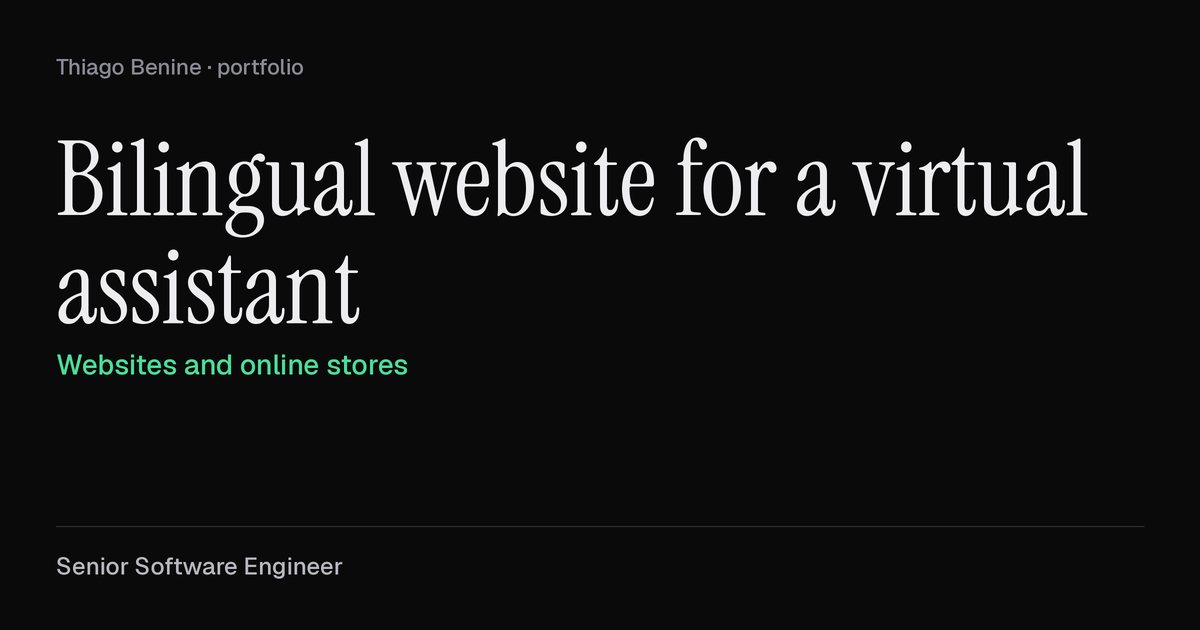 Thiago Benine · portfolio
Bilingual website for a virtual
assistant
Websites and online stores
Senior Software Engineer